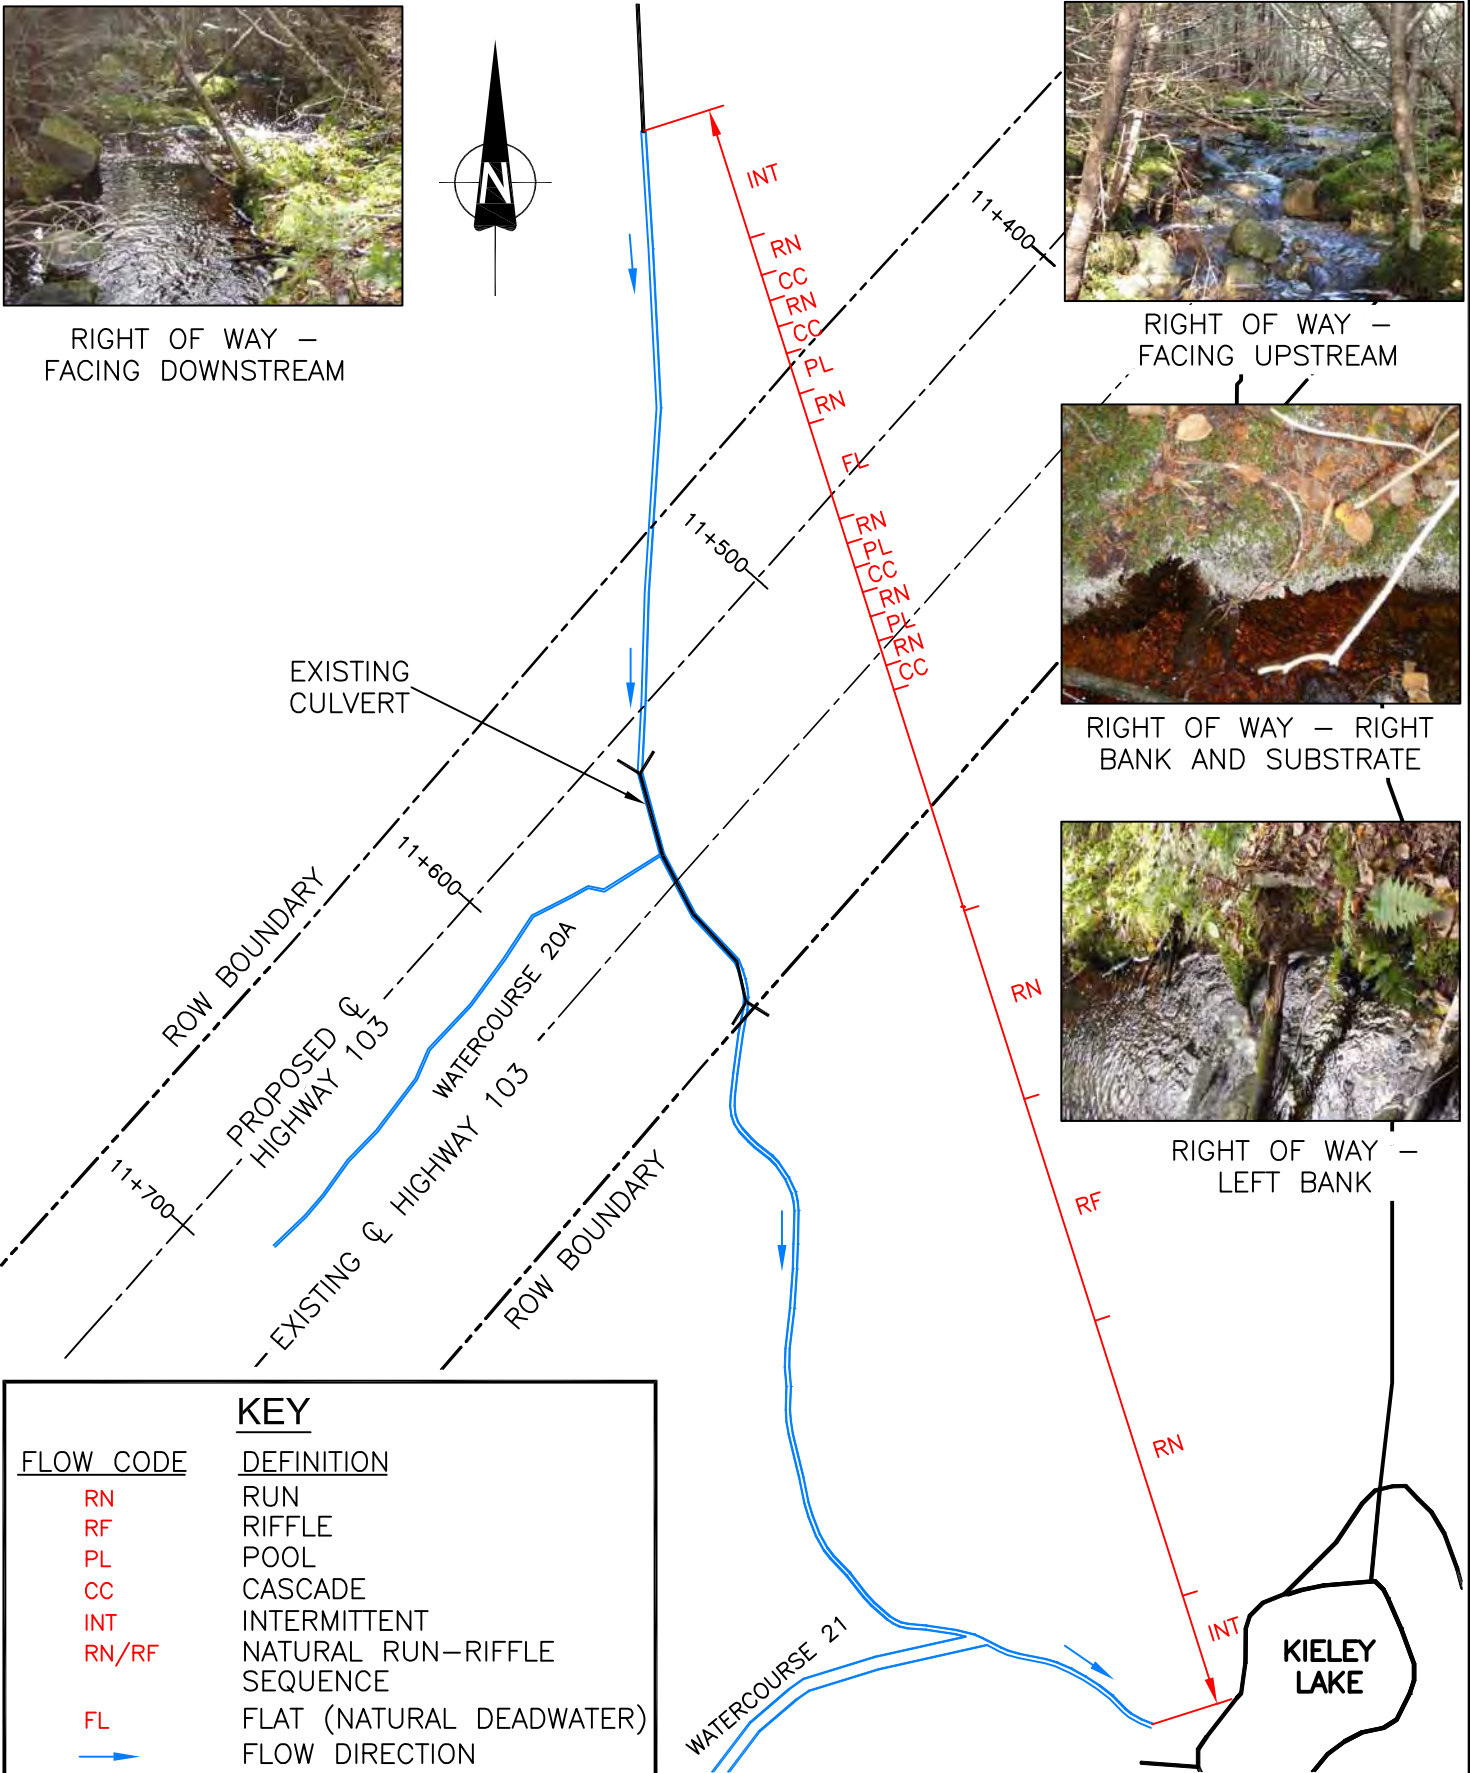 N
RIGHT OF WAY –
FACING DOWNSTREAM
RIGHT OF WAY –
FACING UPSTREAM
RIGHT OF WAY – RIGHT
BANK AND SUBSTRATE
RIGHT OF WAY –
LEFT BANK
INT
RN
CC
RN
CC
PL
RN
FL
RN
PL
CC
RN
PL
RN
CC
RN
RF
RN
INT
11+400
11+500
11+600
11+700
EXISTING
CULVERT
ROW BOUNDARY
PROPOSED ℄
HIGHWAY 103
WATERCOURSE 20A
EXISTING ℄ HIGHWAY 103
ROW BOUNDARY
WATERCOURSE 21
KIELEY
LAKE
KEY
FLOW CODE DEFINITION
RN RUN
RF RIFFLE
PL POOL
CC CASCADE
INT INTERMITTENT
RN/RF NATURAL RUN–RIFFLE
SEQUENCE
FL FLAT (NATURAL DEADWATER)
FLOW DIRECTION